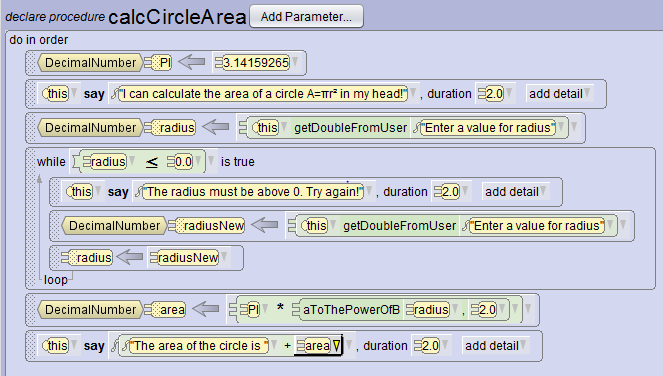 declare procedure calcCircleArea Add Parameter...
do in order
DecimalNumber PI 3.14159265
this say "I can calculate the area of a circle A=πr² in my head!" , duration 2.0 add detail
DecimalNumber radius this getDoubleFromUser "Enter a value for radius"
while radius ≤ 0.0 is true
this say "The radius must be above 0. Try again!" , duration 2.0 add detail
DecimalNumber radiusNew this getDoubleFromUser "Enter a value for radius"
radius radiusNew
loop
DecimalNumber area PI * aToThePowerOfB radius , 2.0
this say "The area of the circle is " + area , duration 2.0 add detail